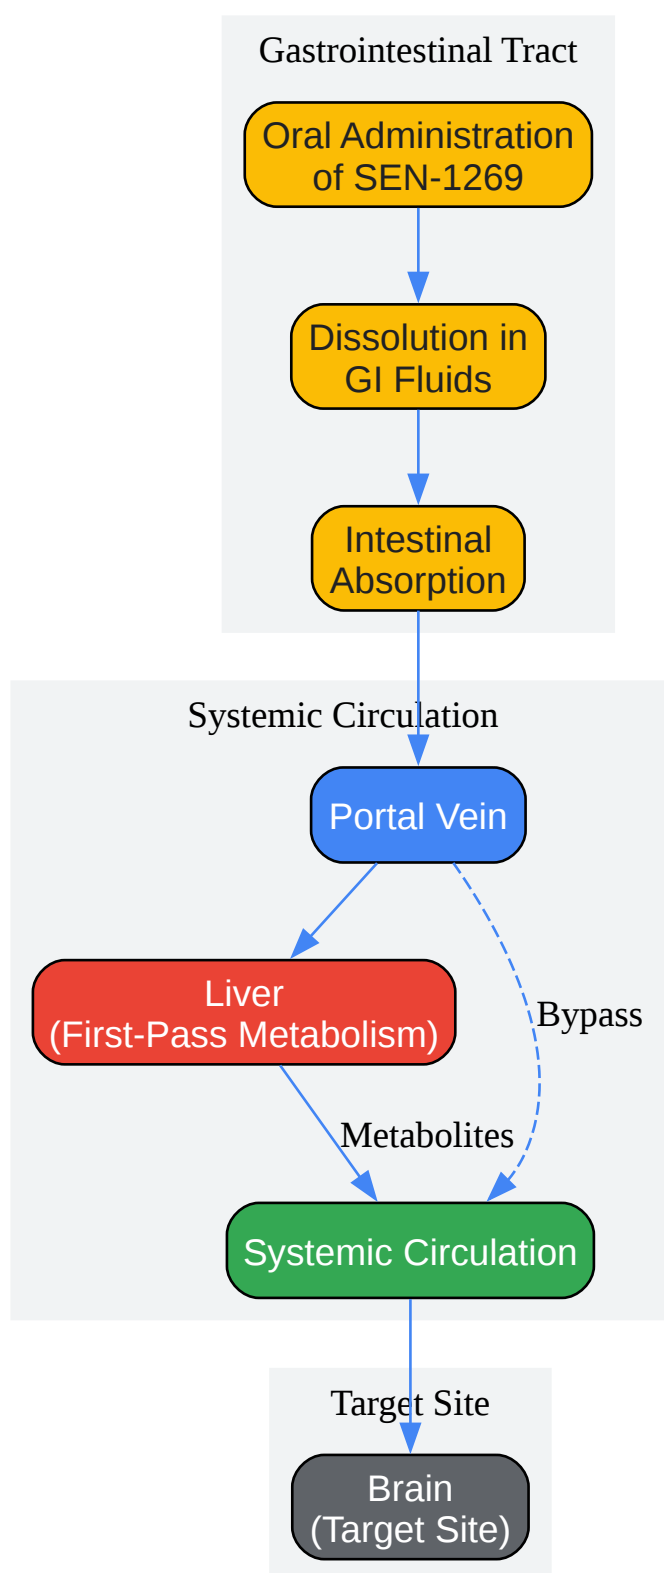 Gastrointestinal Tract
Oral Administration
of SEN-1269
Dissolution in
GI Fluids
Intestinal
Absorption
Systemic Circulation
Portal Vein
Liver
(First-Pass Metabolism)
Bypass
Metabolites
Systemic Circulation
Target Site
Brain
(Target Site)